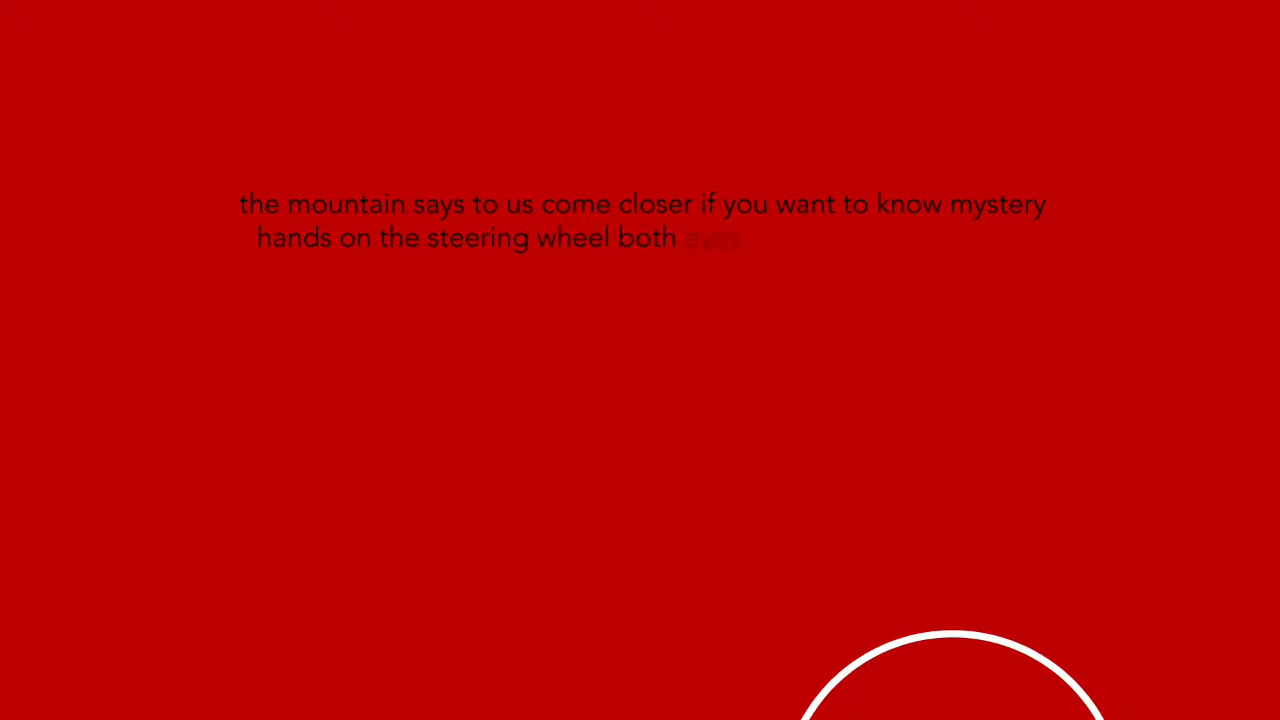 the mountain says to us come closer if you want to know mystery
hands on the steering wheel both eyes